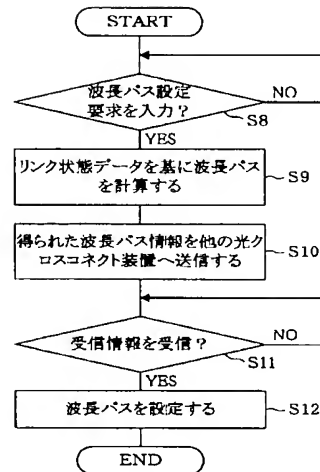 START
波長パス設定
要求を入力？
NO
S8
YES
リンク状態データを基に波長パス
を計算する
S9
得られた波長パス情報を他の光ク
ロスコネクト装置へ送信する
S10
受信情報を受信？
NO
S11
YES
波長パスを設定する
S12
END